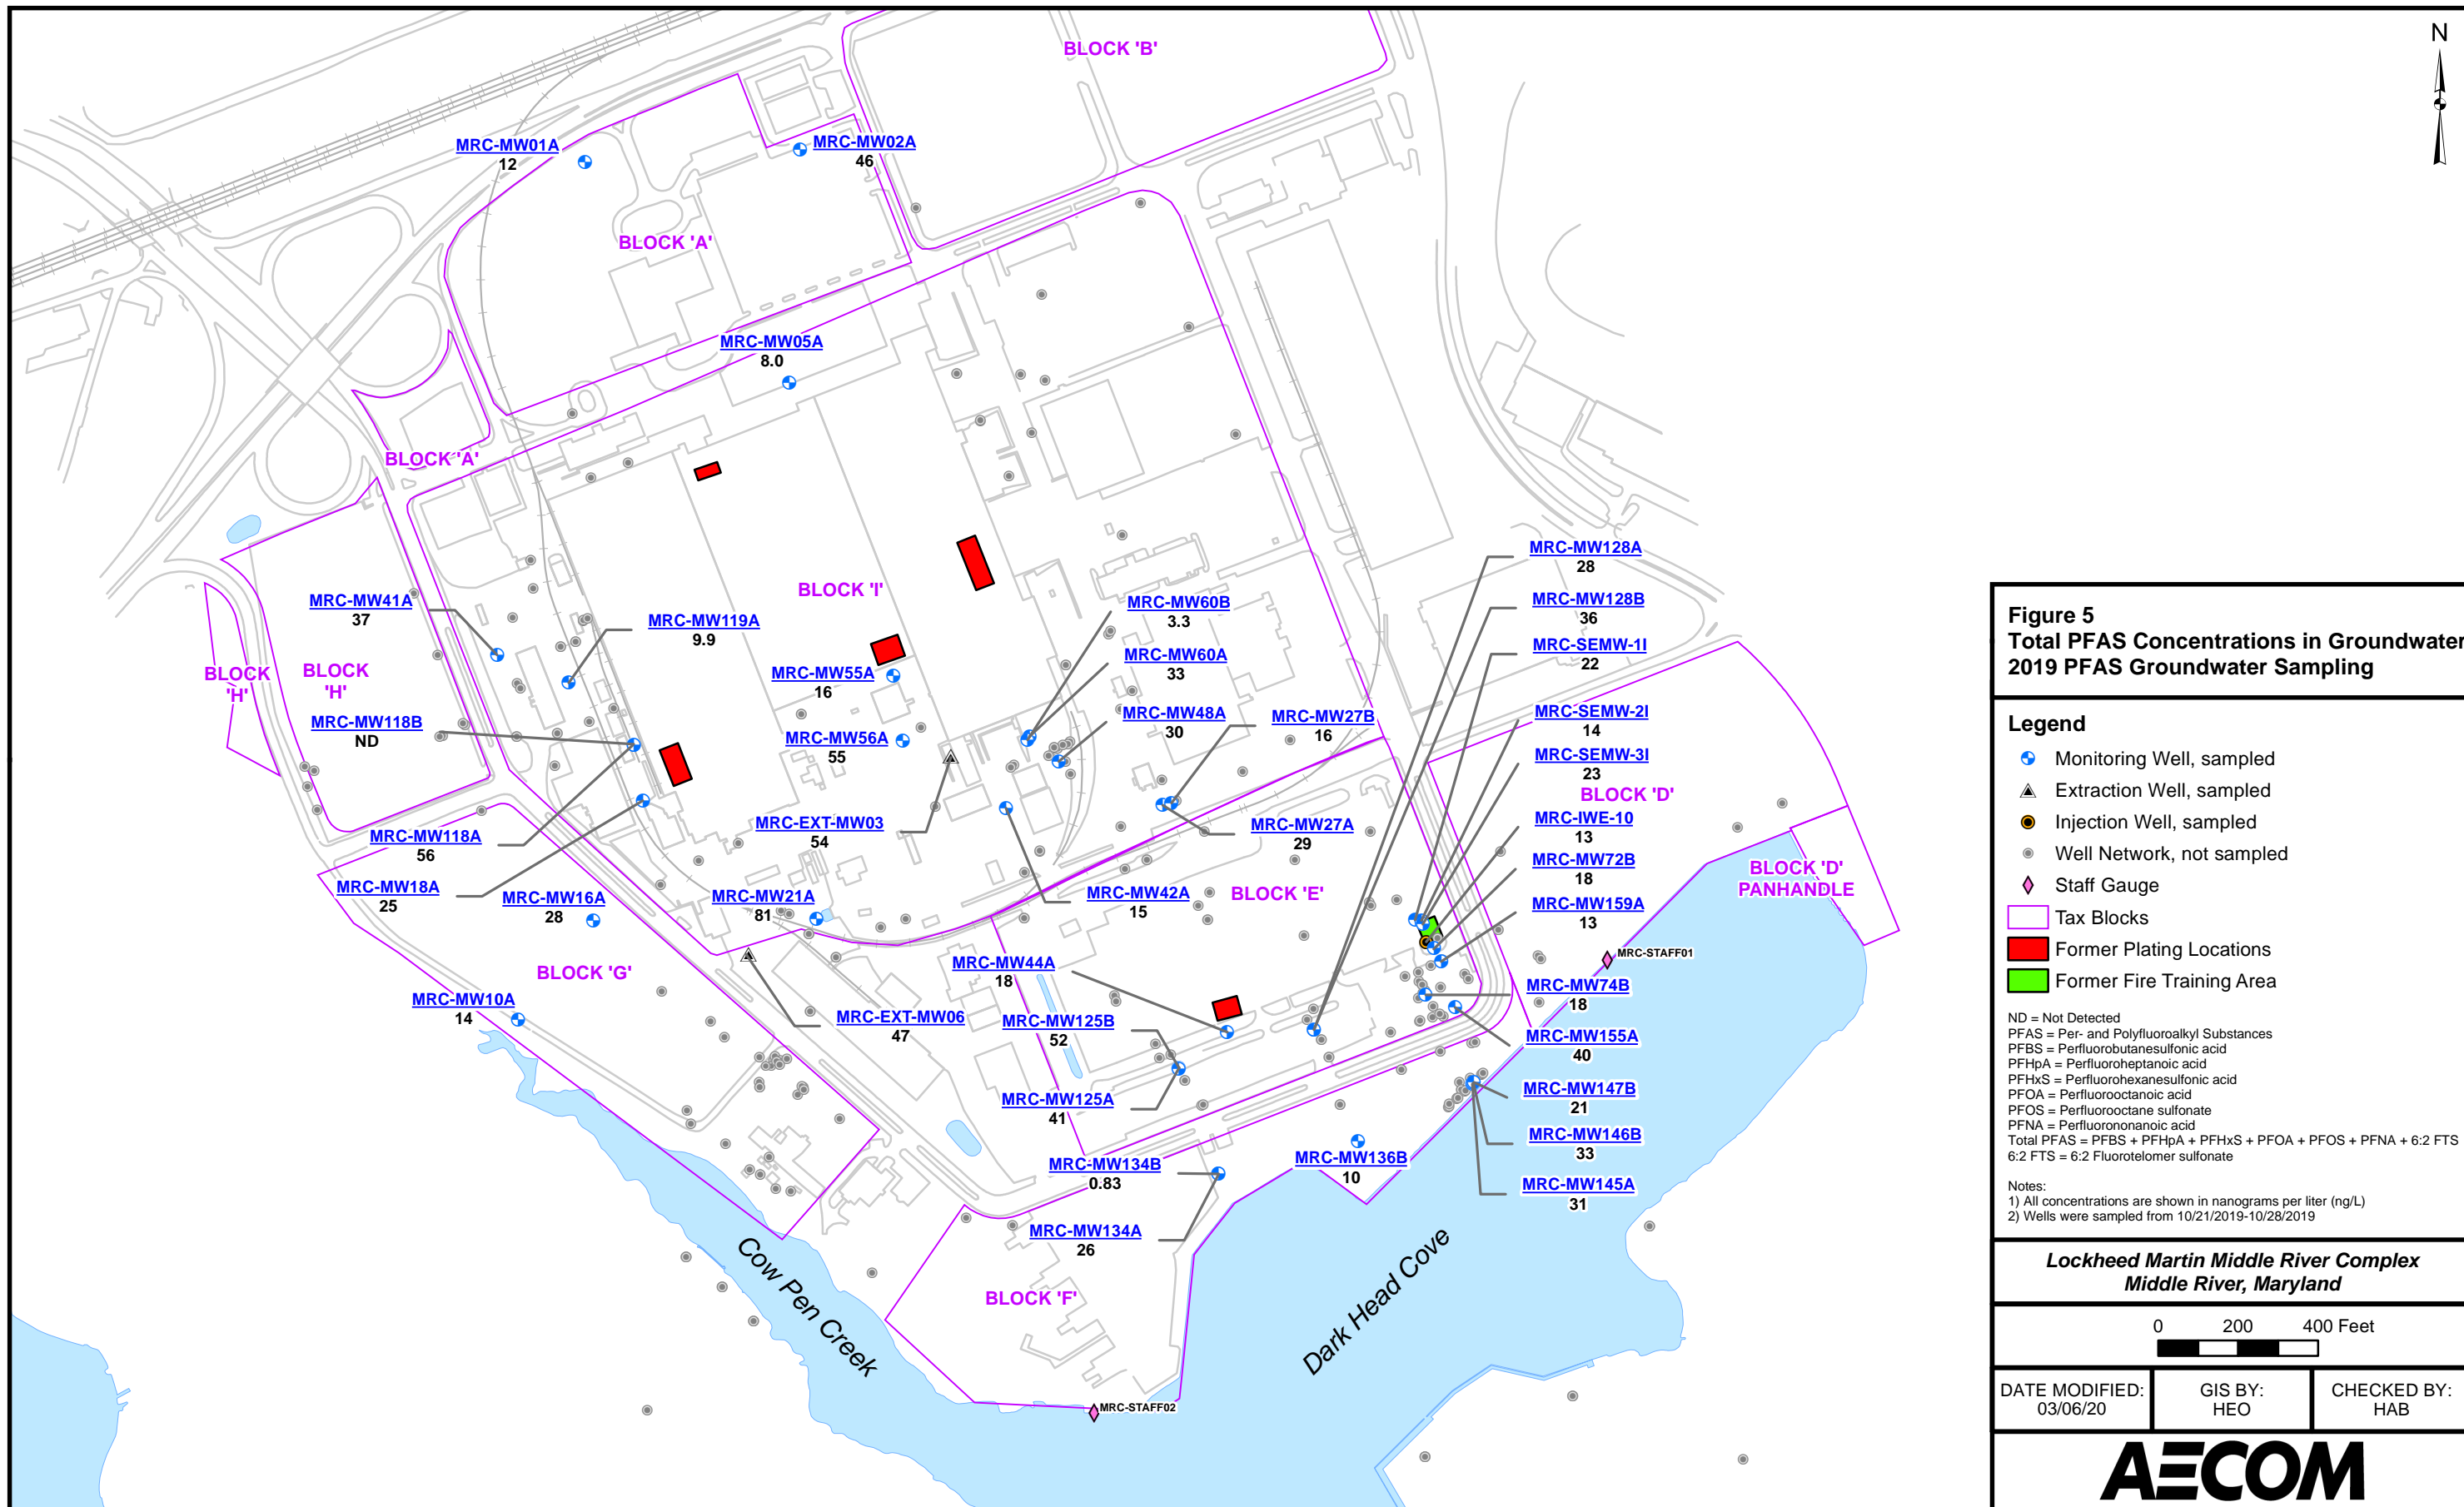 N
BLOCK 'B'
MRC-MW01A
12
MRC-MW02A
46
BLOCK 'A'
MRC-MW05A
8.0
BLOCK 'A'
MRC-MW128A
28
BLOCK 'I'
MRC-MW41A
37
MRC-MW119A
9.9
MRC-MW60B
3.3
MRC-MW128B
36
MRC-SEMW-1I
22
MRC-MW60A
33
BLOCK
'H'
BLOCK
'H'
MRC-MW55A
16
MRC-MW118B
ND
MRC-MW56A
55
MRC-MW48A
30
MRC-MW27B
16
MRC-SEMW-2I
14
MRC-SEMW-3I
23
BLOCK 'D'
MRC-EXT-MW03
54
MRC-MW27A
29
MRC-IWE-10
13
MRC-MW118A
56
MRC-MW72B
18
BLOCK 'D'
PANHANDLE
MRC-MW18A
25
MRC-MW16A
28
MRC-MW21A
81
MRC-MW42A
15
BLOCK 'E'
MRC-MW159A
13
MRC-STAFF01
BLOCK 'G'
MRC-MW44A
18
MRC-MW74B
18
MRC-MW10A
14
MRC-EXT-MW06
47
MRC-MW125B
52
MRC-MW155A
40
MRC-MW125A
41
MRC-MW147B
21
MRC-MW146B
33
MRC-MW134B
0.83
MRC-MW136B
10
MRC-MW145A
31
MRC-MW134A
26
Cow Pen Creek
Dark Head Cove
BLOCK 'F'
MRC-STAFF02
Figure 5
Total PFAS Concentrations in Groundwater
2019 PFAS Groundwater Sampling
Legend
Monitoring Well, sampled
Extraction Well, sampled
Injection Well, sampled
Well Network, not sampled
Staff Gauge
Tax Blocks
Former Plating Locations
Former Fire Training Area
ND = Not Detected
PFAS = Per- and Polyfluoroalkyl Substances
PFBS = Perfluorobutanesulfonic acid
PFHpA = Perfluoroheptanoic acid
PFHxS = Perfluorohexanesulfonic acid
PFOA = Perfluorooctanoic acid
PFOS = Perfluorooctane sulfonate
PFNA = Perfluorononanoic acid
Total PFAS = PFBS + PFHpA + PFHxS + PFOA + PFOS + PFNA + 6:2 FTS
6:2 FTS = 6:2 Fluorotelomer sulfonate
Notes:
1) All concentrations are shown in nanograms per liter (ng/L)
2) Wells were sampled from 10/21/2019-10/28/2019
Lockheed Martin Middle River Complex
Middle River, Maryland
0 200 400 Feet
DATE MODIFIED:
03/06/20
GIS BY:
HEO
CHECKED BY:
HAB
AECOM